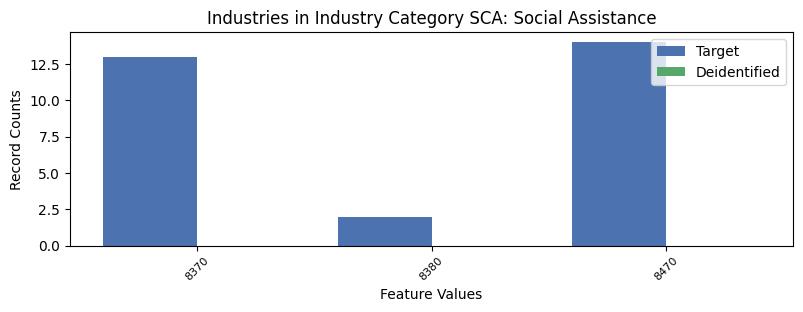 Industries in Industry Category SCA: Social Assistance
Target
Deidentified
12.5
10.0
7.5
5.0
2.5
0.0
Record Counts
8370
8380
8470
Feature Values